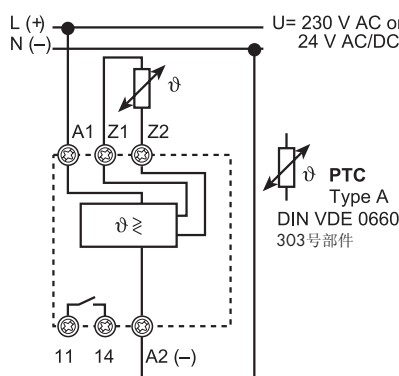 L (+)
U= 230 V AC or
N (–)
24 V AC/DC
ϑ
A1 Z1 Z2
ϑ PTC
Type A
DIN VDE 0660
303号部件
ϑ ≷
11 14 A2 (–)